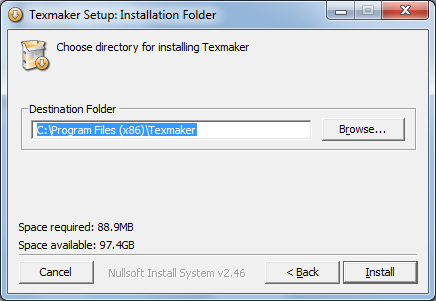 Texmaker Setup: Installation Folder
Choose directory for installing Texmaker
Destination Folder
C:\Program Files (x86)\Texmaker
Browse...
Space required: 88.9MB
Space available: 97.4GB
Cancel
Nullsoft Install System v2.46
< Back
Install